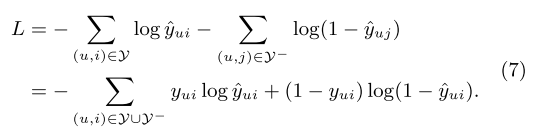 L = − ∑_{(u,i)∈𝒴} log ŷ_{ui} − ∑_{(u,j)∈𝒴⁻} log(1 − ŷ_{uj})
= − ∑_{(u,i)∈𝒴∪𝒴⁻} y_{ui} log ŷ_{ui} + (1 − y_{ui}) log(1 − ŷ_{ui}). (7)